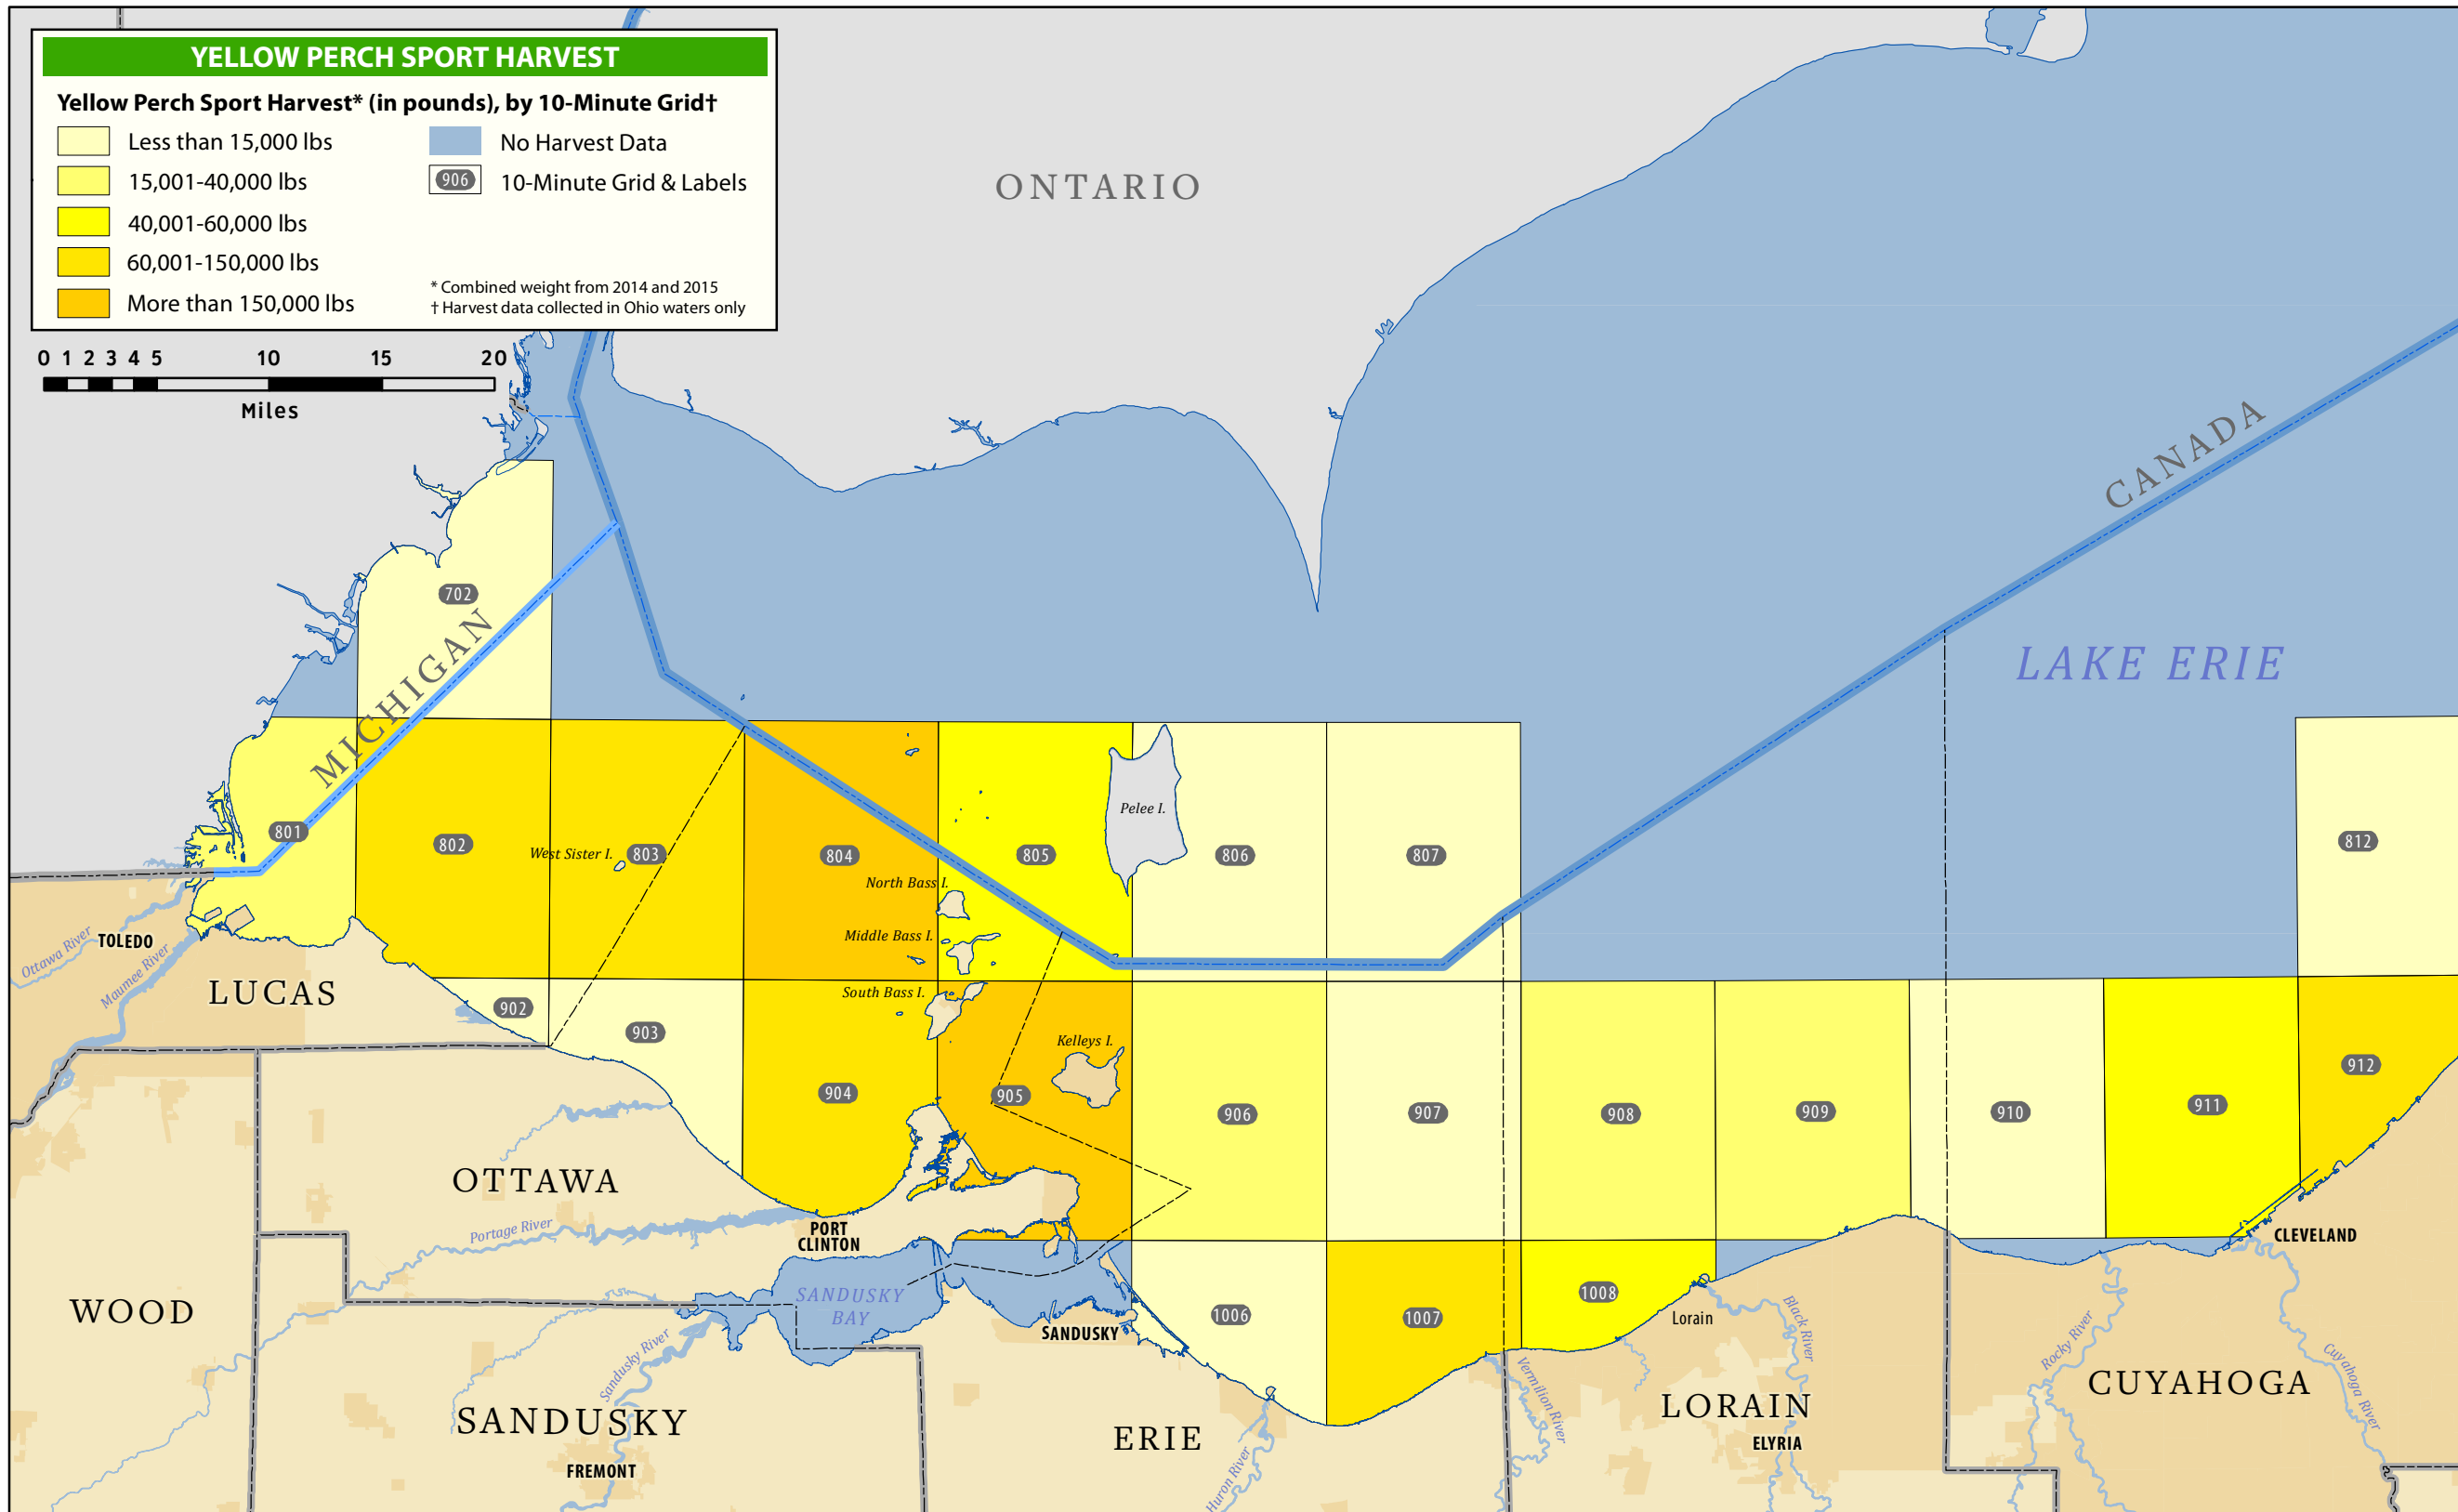 YELLOW PERCH SPORT HARVEST
Yellow Perch Sport Harvest* (in pounds), by 10-Minute Grid†
Less than 15,000 lbs
15,001-40,000 lbs
40,001-60,000 lbs
60,001-150,000 lbs
More than 150,000 lbs
No Harvest Data
906 10-Minute Grid & Labels
* Combined weight from 2014 and 2015
† Harvest data collected in Ohio waters only
0 1 2 3 4 5 10 15 20
Miles
ONTARIO
CANADA
LAKE ERIE
MICHIGAN
702
801
802
West Sister I.
803
804
805
Pelee I.
806
807
812
North Bass I.
Middle Bass I.
South Bass I.
Kelleys I.
Ottawa River
TOLEDO
Maumee River
LUCAS
902
903
904
905
906
907
908
909
910
911
912
OTTAWA
Portage River
PORT
CLINTON
CLEVELAND
WOOD
SANDUSKY
BAY
SANDUSKY
1006
1007
1008
Lorain
Black River
Rocky River
Cuyahoga River
Sandusky River
Vermilion River
SANDUSKY
FREMONT
ERIE
Huron River
LORAIN
ELYRIA
CUYAHOGA